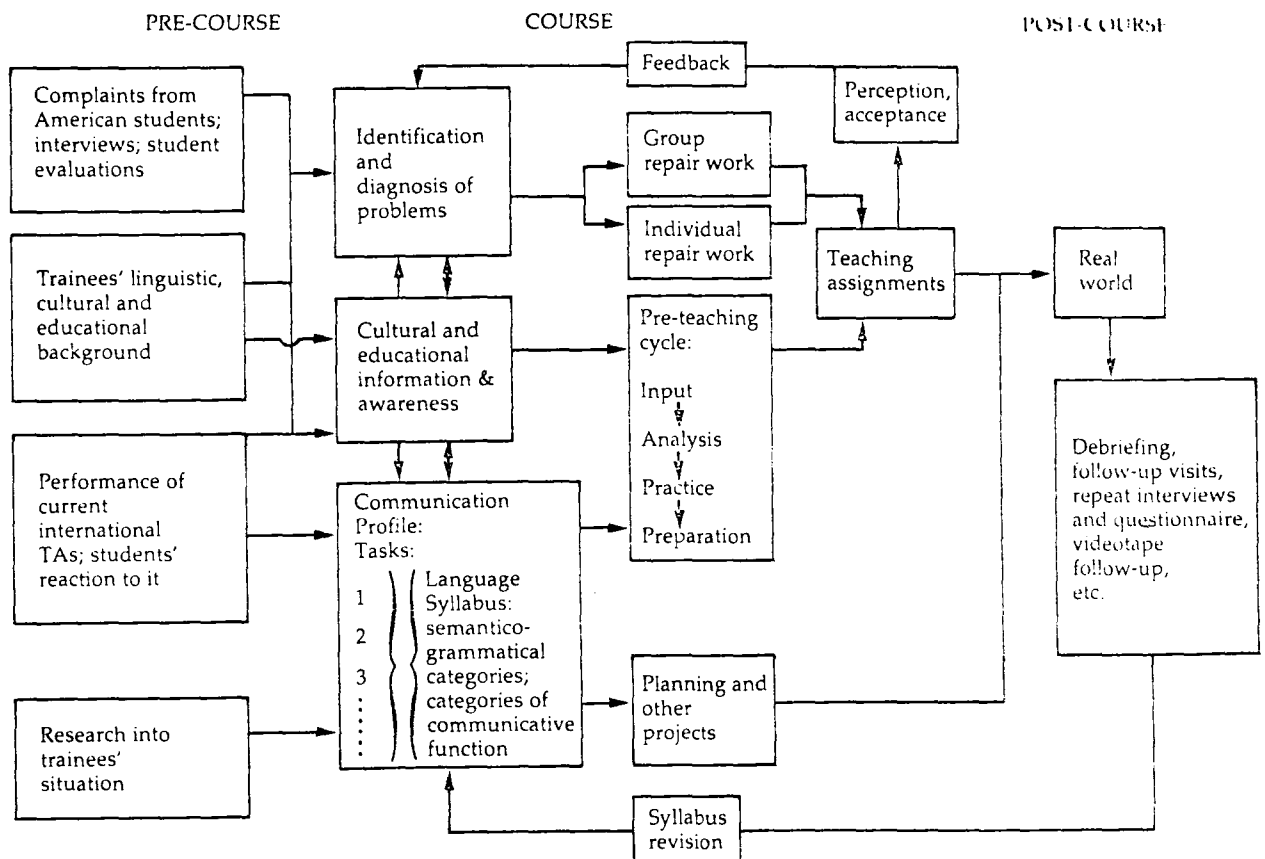 PRE-COURSE
COURSE
POST-COURSE
Complaints from
American students;
interviews; student
evaluations
Trainees' linguistic,
cultural and
educational
background
Performance of
current
international
TAs; students'
reaction to it
Research into
trainees'
situation
Identification
and
diagnosis of
problems
Cultural and
educational
information &
awareness
Communication
Profile:
Tasks:
1
2
3
Language
Syllabus:
semantico-
grammatical
categories;
categories of
communicative
function
Feedback
Group
repair work
Individual
repair work
Pre-teaching
cycle:
Input
Analysis
Practice
Preparation
Planning and
other
projects
Syllabus
revision
Perception,
acceptance
Teaching
assignments
Real
world
Debriefing,
follow-up visits,
repeat interviews
and questionnaire,
videotape
follow-up,
etc.